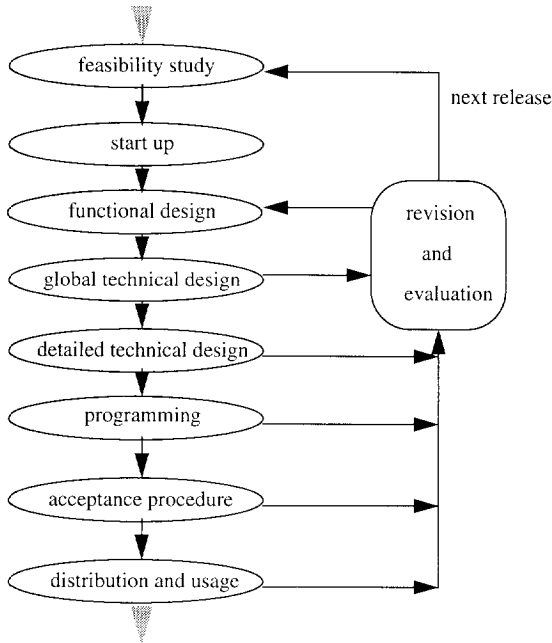 feasibility study
next release
start up
functional design
revision
and
evaluation
global technical design
detailed technical design
programming
acceptance procedure
distribution and usage